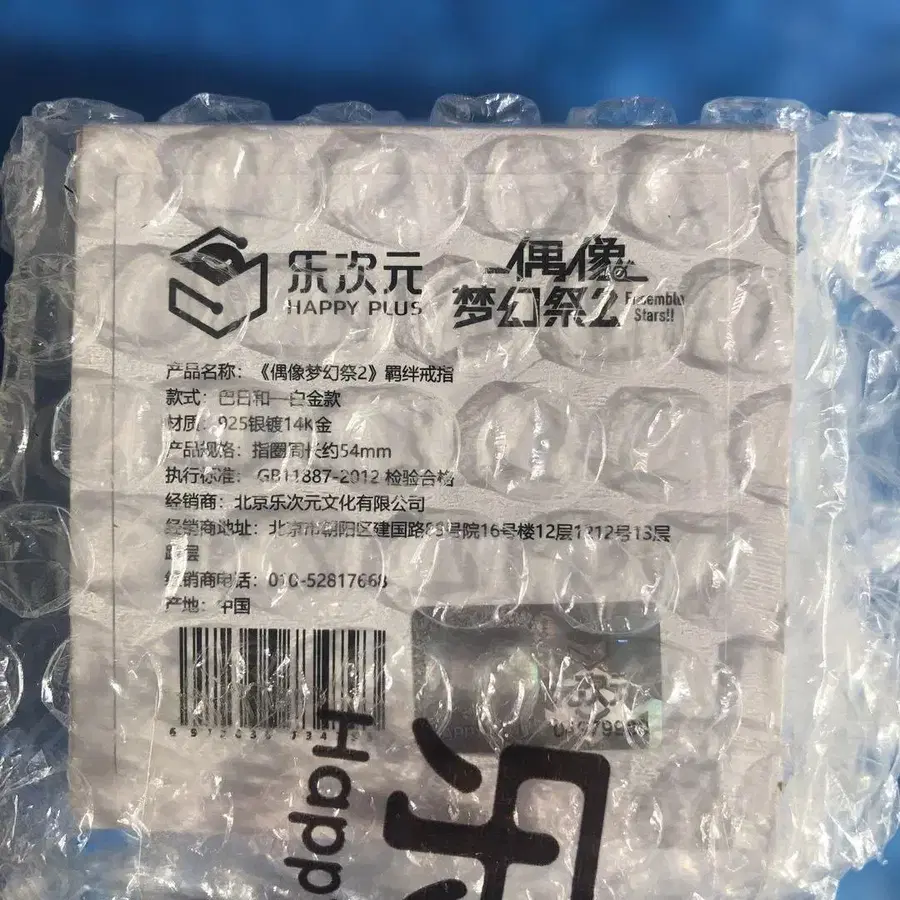 乐次元
HAPPY PLUS
偶像
梦幻祭2
Ensemble
Stars!!
产品名称：《偶像梦幻祭2》羁绊戒指
款式：巴日和—白金款
材质：925银镀14K金
产品规格：指圈周长约54mm
执行标准：GB11887-2012 检验合格
经销商：北京乐次元文化有限公司
经销商地址：北京市朝阳区建国路88号院16号楼12层1212号13层
经销商电话：010-52817668
产地：中国
Happ
乐